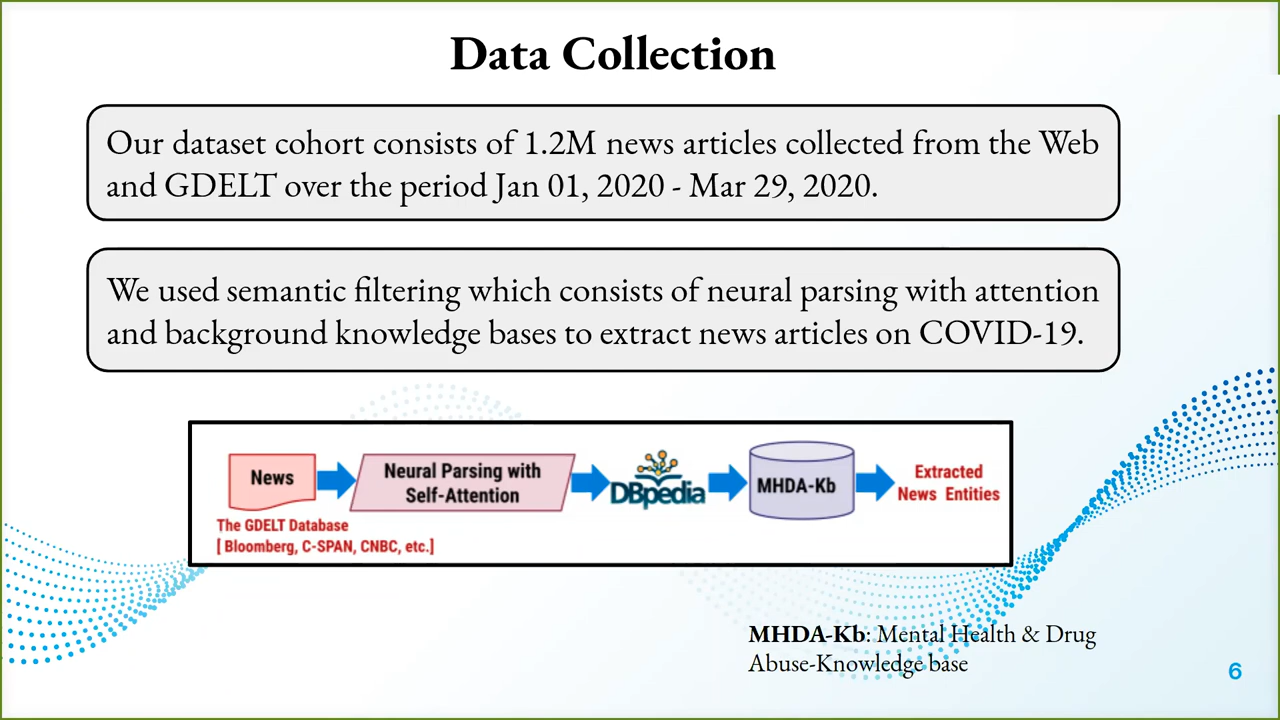 Data Collection
Our dataset cohort consists of 1.2M news articles collected from the Web
and GDELT over the period Jan 01, 2020 - Mar 29, 2020.
We used semantic filtering which consists of neural parsing with attention
and background knowledge bases to extract news articles on COVID-19.
News
The GDELT Database
[ Bloomberg, C-SPAN, CNBC, etc.]
Neural Parsing with
Self-Attention
DBpedia
MHDA-Kb
Extracted
News Entities
MHDA-Kb: Mental Health & Drug
Abuse-Knowledge base
6